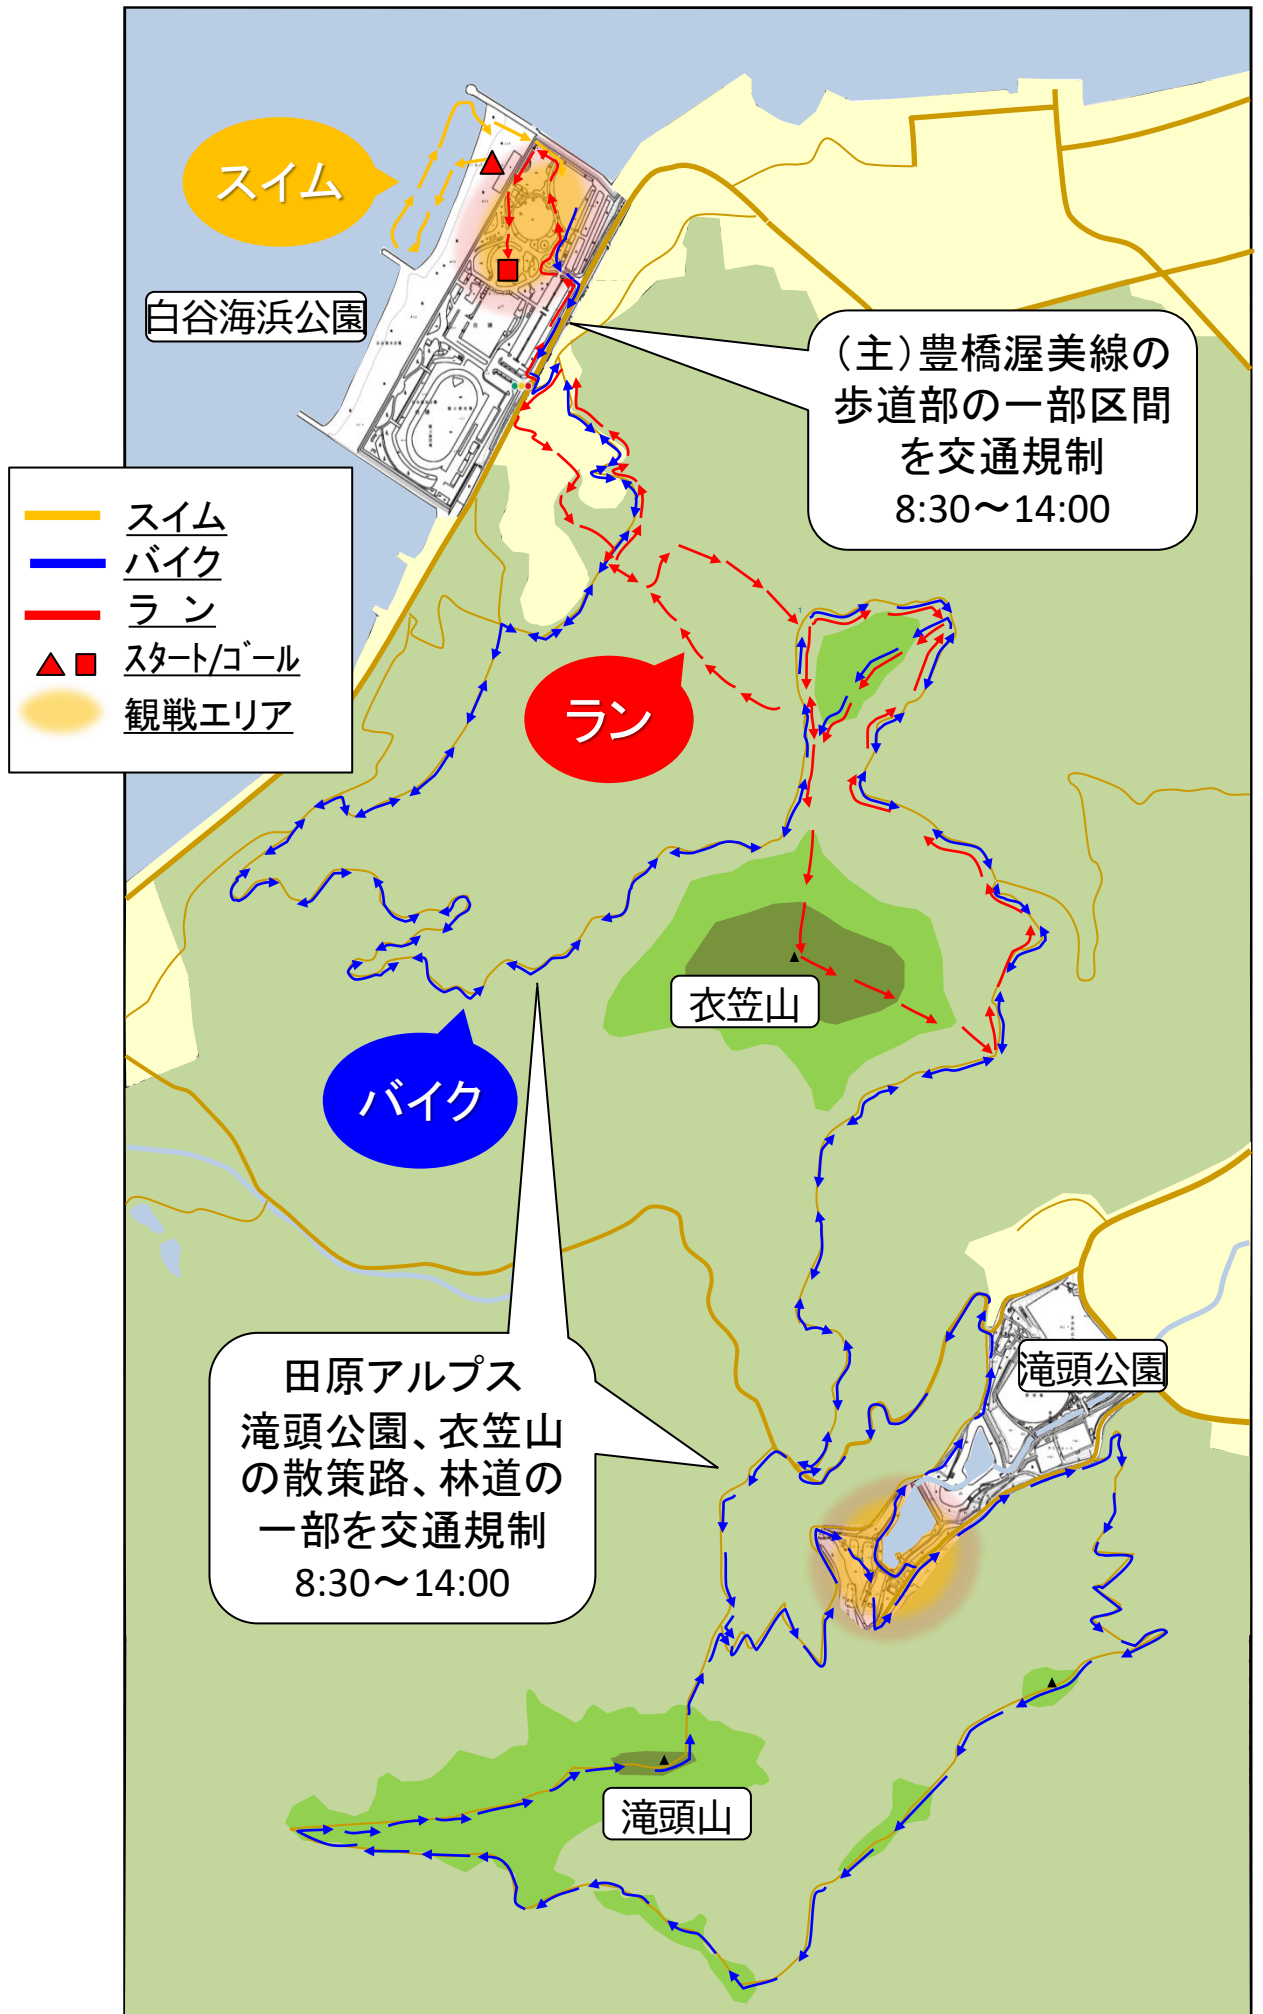 スイム
白谷海浜公園
（主）豊橋渥美線の
歩道部の一部区間
を交通規制
8:30～14:00
スイム
バイク
ラ ン
スタート/ゴール
観戦エリア
ラン
衣笠山
バイク
田原アルプス
滝頭公園、衣笠山
の散策路、林道の
一部を交通規制
8:30～14:00
滝頭公園
滝頭山